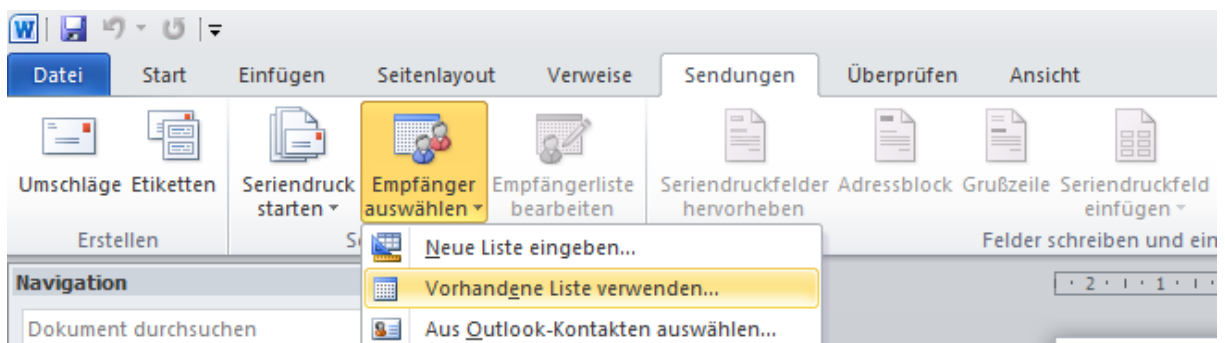 W
Datei Start Einfügen Seitenlayout Verweise Sendungen Überprüfen Ansicht
Umschläge Etiketten Seriendruck starten Empfänger auswählen Empfängerliste bearbeiten Seriendruckfelder hervorheben Adressblock Grußzeile Seriendruckfeld einfügen
Erstellen S Felder schreiben und ein
Neue Liste eingeben...
Navigation
Vorhandene Liste verwenden...
· 2 · ı · 1 · ı ·
Dokument durchsuchen
Aus Outlook-Kontakten auswählen...